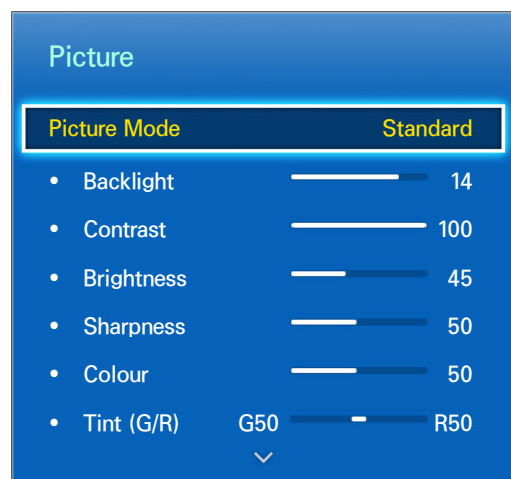 Picture
Picture Mode Standard
• Backlight 14
• Contrast 100
• Brightness 45
• Sharpness 50
• Colour 50
• Tint (G/R) G50 R50